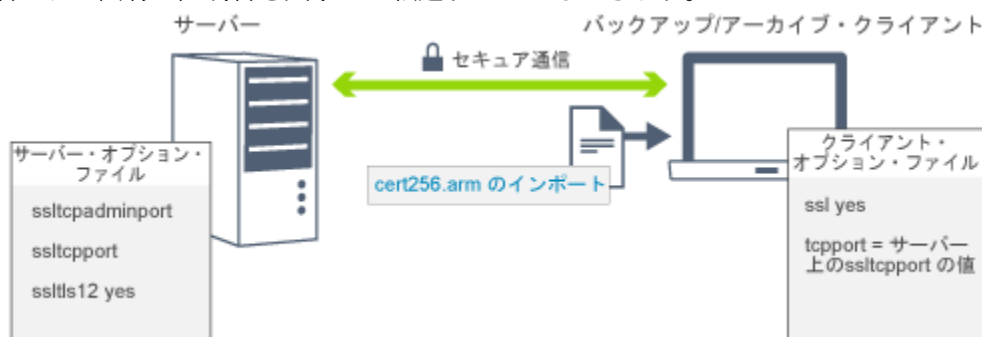 サーバー
バックアップ/アーカイブ・クライアント
セキュア通信
サーバー・オプション・
ファイル
ssltcpadminport
ssltcpport
ssltls12 yes
cert256.arm のインポート
クライアント・
オプション・ファイル
ssl yes
tcpport = サーバー
上のssltcpport の値